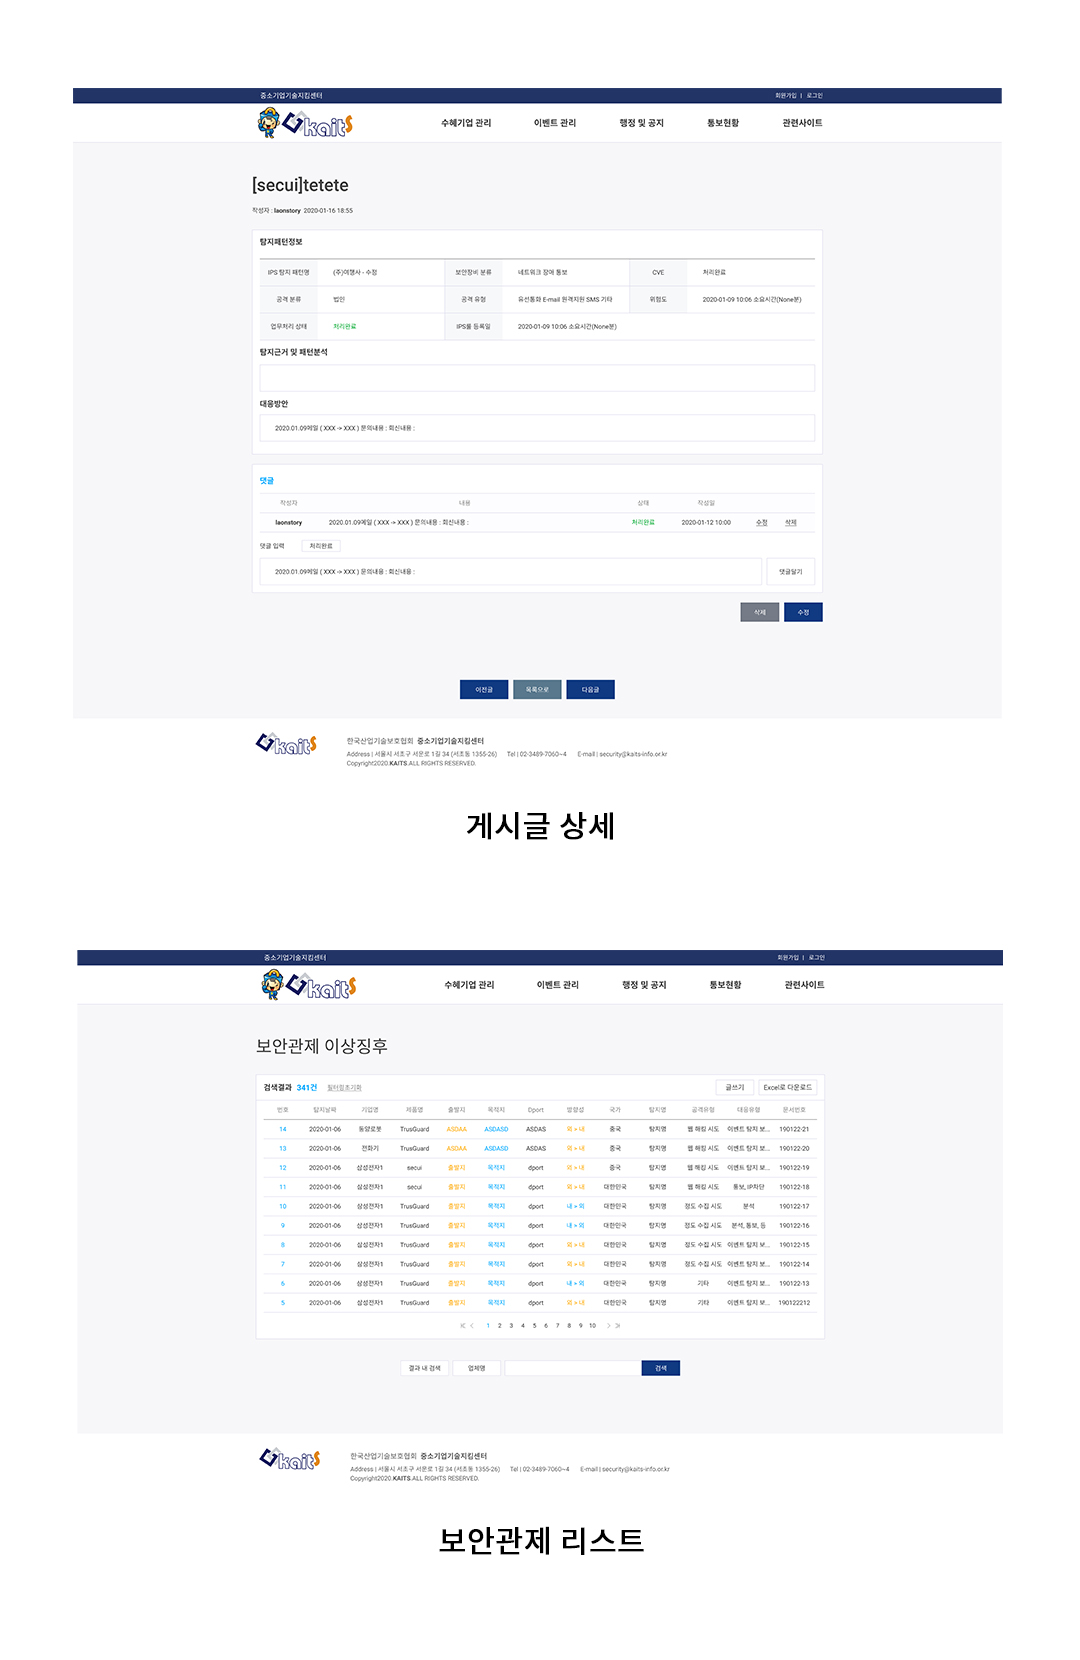 중소기업기술지킴센터
회원가입 | 로그인
kaits
수혜기업 관리 이벤트 관리 행정 및 공지 통보현황 관련사이트
[secui]tetete
작성자 : laonstory 2020-01-16 18:55
탐지패턴정보
IPS 탐지 패턴명 (주)여행사 - 수정 보안장비 분류 네트워크 장애 통보 CVE 처리완료
공격 분류 법인 공격 유형 유선통화 E-mail 원격지원 SMS 기타 위험도 2020-01-09 10:06 소요시간(None분)
업무처리 상태 처리완료 IPS룰 등록일 2020-01-09 10:06 소요시간(None분)
탐지근거 및 패턴분석
대응방안
2020.01.09메일 ( XXX -> XXX ) 문의내용 : 회신내용 :
댓글
작성자 내용 상태 작성일
laonstory 2020.01.09메일 ( XXX -> XXX ) 문의내용 : 회신내용 : 처리완료 2020-01-12 10:00 수정 삭제
댓글 입력 처리완료
2020.01.09메일 ( XXX -> XXX ) 문의내용 : 회신내용 : 댓글달기
삭제 수정
이전글 목록으로 다음글
kaits
한국산업기술보호협회 중소기업기술지킴센터
Address | 서울시 서초구 서운로 1길 34 (서초동 1355-26) Tel | 02-3489-7060~4 E-mail | security@kaits-info.or.kr
Copyright2020.KAITS.ALL RIGHTS RESERVED.
게시글 상세
중소기업기술지킴센터
회원가입 | 로그인
kaits
수혜기업 관리 이벤트 관리 행정 및 공지 통보현황 관련사이트
보안관제 이상징후
검색결과 341건 필터링초기화 글쓰기 Excel로 다운로드
번호 탐지날짜 기업명 제품명 출발지 목적지 Dport 방향성 국가 탐지명 공격유형 대응유형 문서번호
14 2020-01-06 동양로봇 TrusGuard ASDAA ASDASD ASDAS 외 > 내 중국 탐지명 웹 해킹 시도 이벤트 탐지 보... 190122-21
13 2020-01-06 전화기 TrusGuard ASDAA ASDASD ASDAS 외 > 내 중국 탐지명 웹 해킹 시도 이벤트 탐지 보... 190122-20
12 2020-01-06 삼성전자1 secui 출발지 목적지 dport 외 > 내 중국 탐지명 웹 해킹 시도 이벤트 탐지 보... 190122-19
11 2020-01-06 삼성전자1 secui 출발지 목적지 dport 외 > 내 대한민국 탐지명 웹 해킹 시도 통보, IP차단 190122-18
10 2020-01-06 삼성전자1 TrusGuard 출발지 목적지 dport 내 > 외 대한민국 탐지명 정도 수집 시도 분석 190122-17
9 2020-01-06 삼성전자1 TrusGuard 출발지 목적지 dport 내 > 외 대한민국 탐지명 정도 수집 시도 분석, 통보, 등 190122-16
8 2020-01-06 삼성전자1 TrusGuard 출발지 목적지 dport 외 > 내 대한민국 탐지명 정도 수집 시도 이벤트 탐지 보... 190122-15
7 2020-01-06 삼성전자1 TrusGuard 출발지 목적지 dport 외 > 내 대한민국 탐지명 정도 수집 시도 이벤트 탐지 보... 190122-14
6 2020-01-06 삼성전자1 TrusGuard 출발지 목적지 dport 내 > 외 대한민국 탐지명 기타 이벤트 탐지 보... 190122-13
5 2020-01-06 삼성전자1 TrusGuard 출발지 목적지 dport 외 > 내 대한민국 탐지명 기타 이벤트 탐지 보... 190122212
1 2 3 4 5 6 7 8 9 10
결과 내 검색 업체명 검색
kaits
한국산업기술보호협회 중소기업기술지킴센터
Address | 서울시 서초구 서운로 1길 34 (서초동 1355-26) Tel | 02-3489-7060~4 E-mail | security@kaits-info.or.kr
Copyright2020.KAITS.ALL RIGHTS RESERVED.
보안관제 리스트